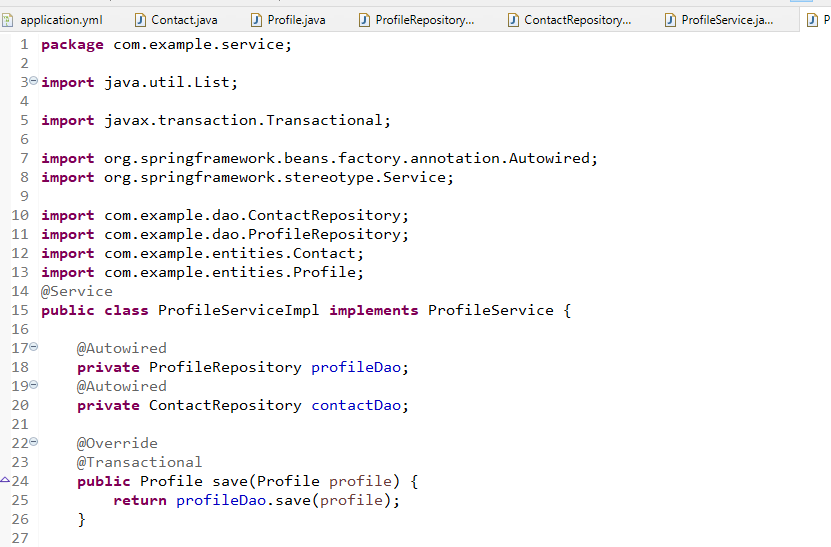 application.yml Contact.java Profile.java ProfileRepository... ContactRepository... ProfileService.ja... P
1 package com.example.service;
2
3 import java.util.List;
4
5 import javax.transaction.Transactional;
6
7 import org.springframework.beans.factory.annotation.Autowired;
8 import org.springframework.stereotype.Service;
9
10 import com.example.dao.ContactRepository;
11 import com.example.dao.ProfileRepository;
12 import com.example.entities.Contact;
13 import com.example.entities.Profile;
14 @Service
15 public class ProfileServiceImpl implements ProfileService {
16
17 @Autowired
18 private ProfileRepository profileDao;
19 @Autowired
20 private ContactRepository contactDao;
21
22 @Override
23 @Transactional
24 public Profile save(Profile profile) {
25 return profileDao.save(profile);
26 }
27